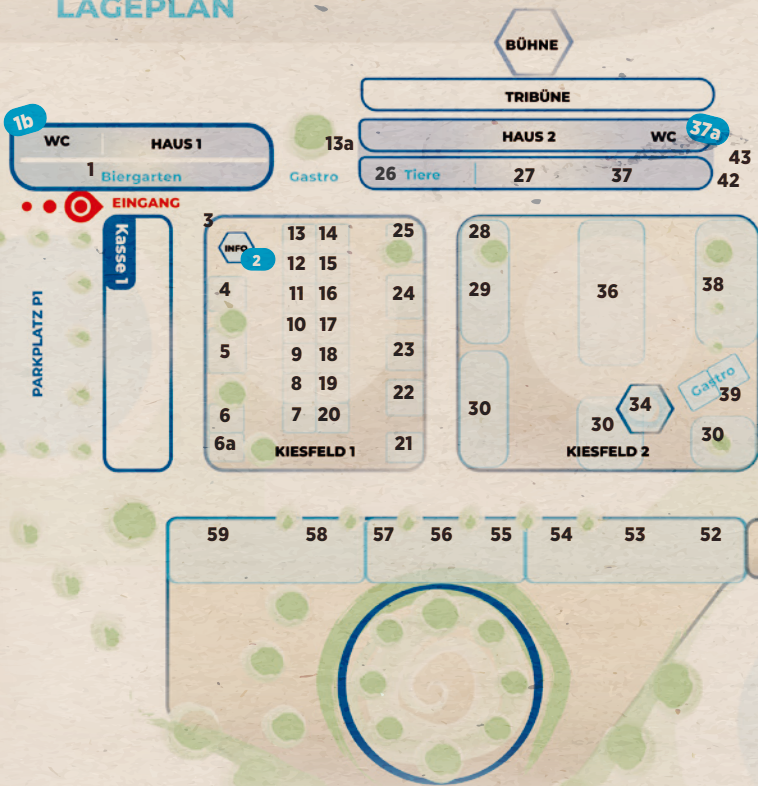 LAGEPLAN
BÜHNE
TRIBÜNE
1b
WC HAUS 1
1 Biergarten
13a
Gastro
HAUS 2 WC 37a
26 Tiere 27 37
43
42
EINGANG
Kasse 1
PARKPLATZ P1
3
INFO 2
4
5
6
6a
13 14
12 15
11 16
10 17
9 18
8 19
7 20
25
24
23
22
21
KIESFELD 1
28
29
30
36
38
34
30
Gastro
39
30
KIESFELD 2
59 58 57 56 55 54 53 52